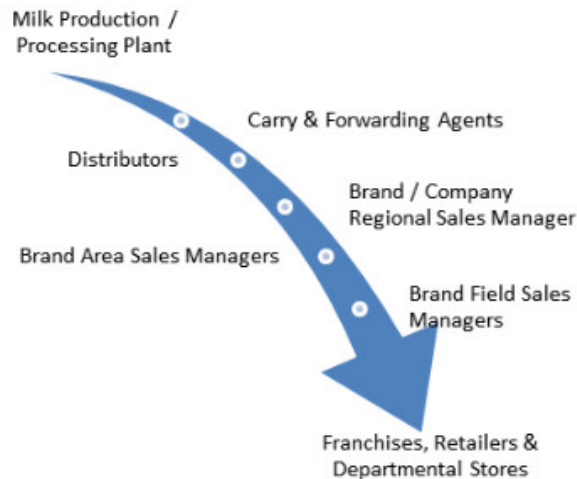 Milk Production /
Processing Plant
Carry & Forwarding Agents
Distributors
Brand / Company
Regional Sales Manager
Brand Area Sales Managers
Brand Field Sales
Managers
Franchises, Retailers &
Departmental Stores